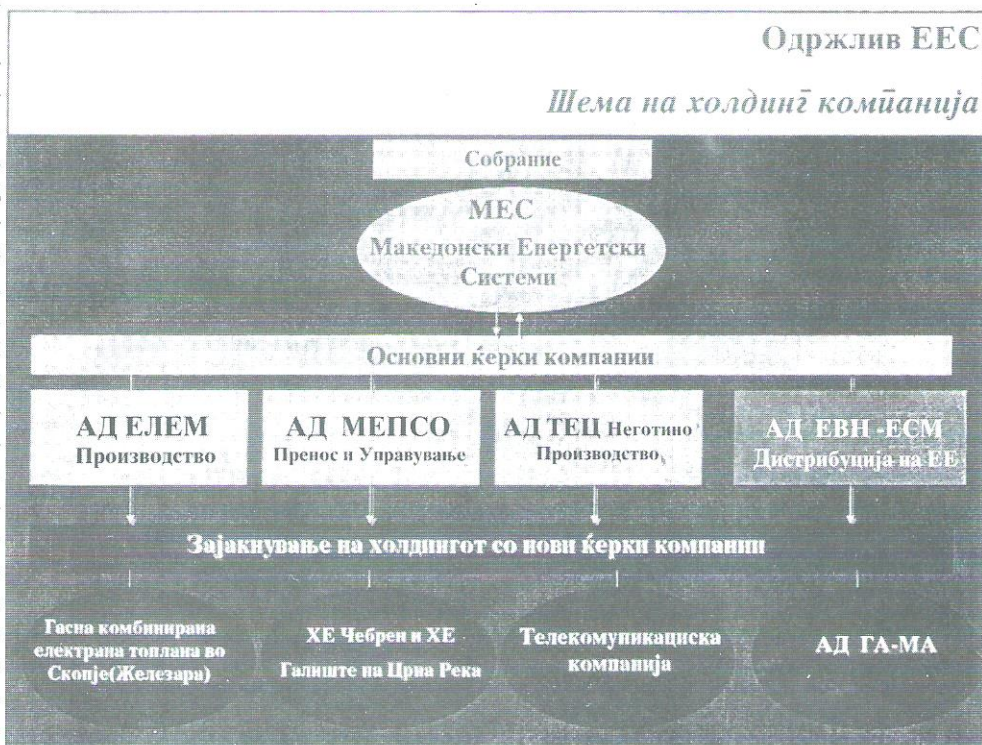 Одржлив ЕЕС
Шема на холдинг компанија
Собрание
МЕС
Македонски Енергетски
Системи
Основни ќерки компании
АД ЕЛЕМ
Производство
АД МЕПСО
Пренос и Управување
АД ТЕЦ Неготино
Производство,
АД ЕВН -ЕСМ
Дистрибуција на ЕЕ
Зајакнување на холдингот со нови ќерки компании
Гасна комбинирана
електрана топлана во
Скопје(Железара)
ХЕ Чебрен и ХЕ
Галиште на Црна Река
Телекомуникациска
компанија
АД ГА-МА